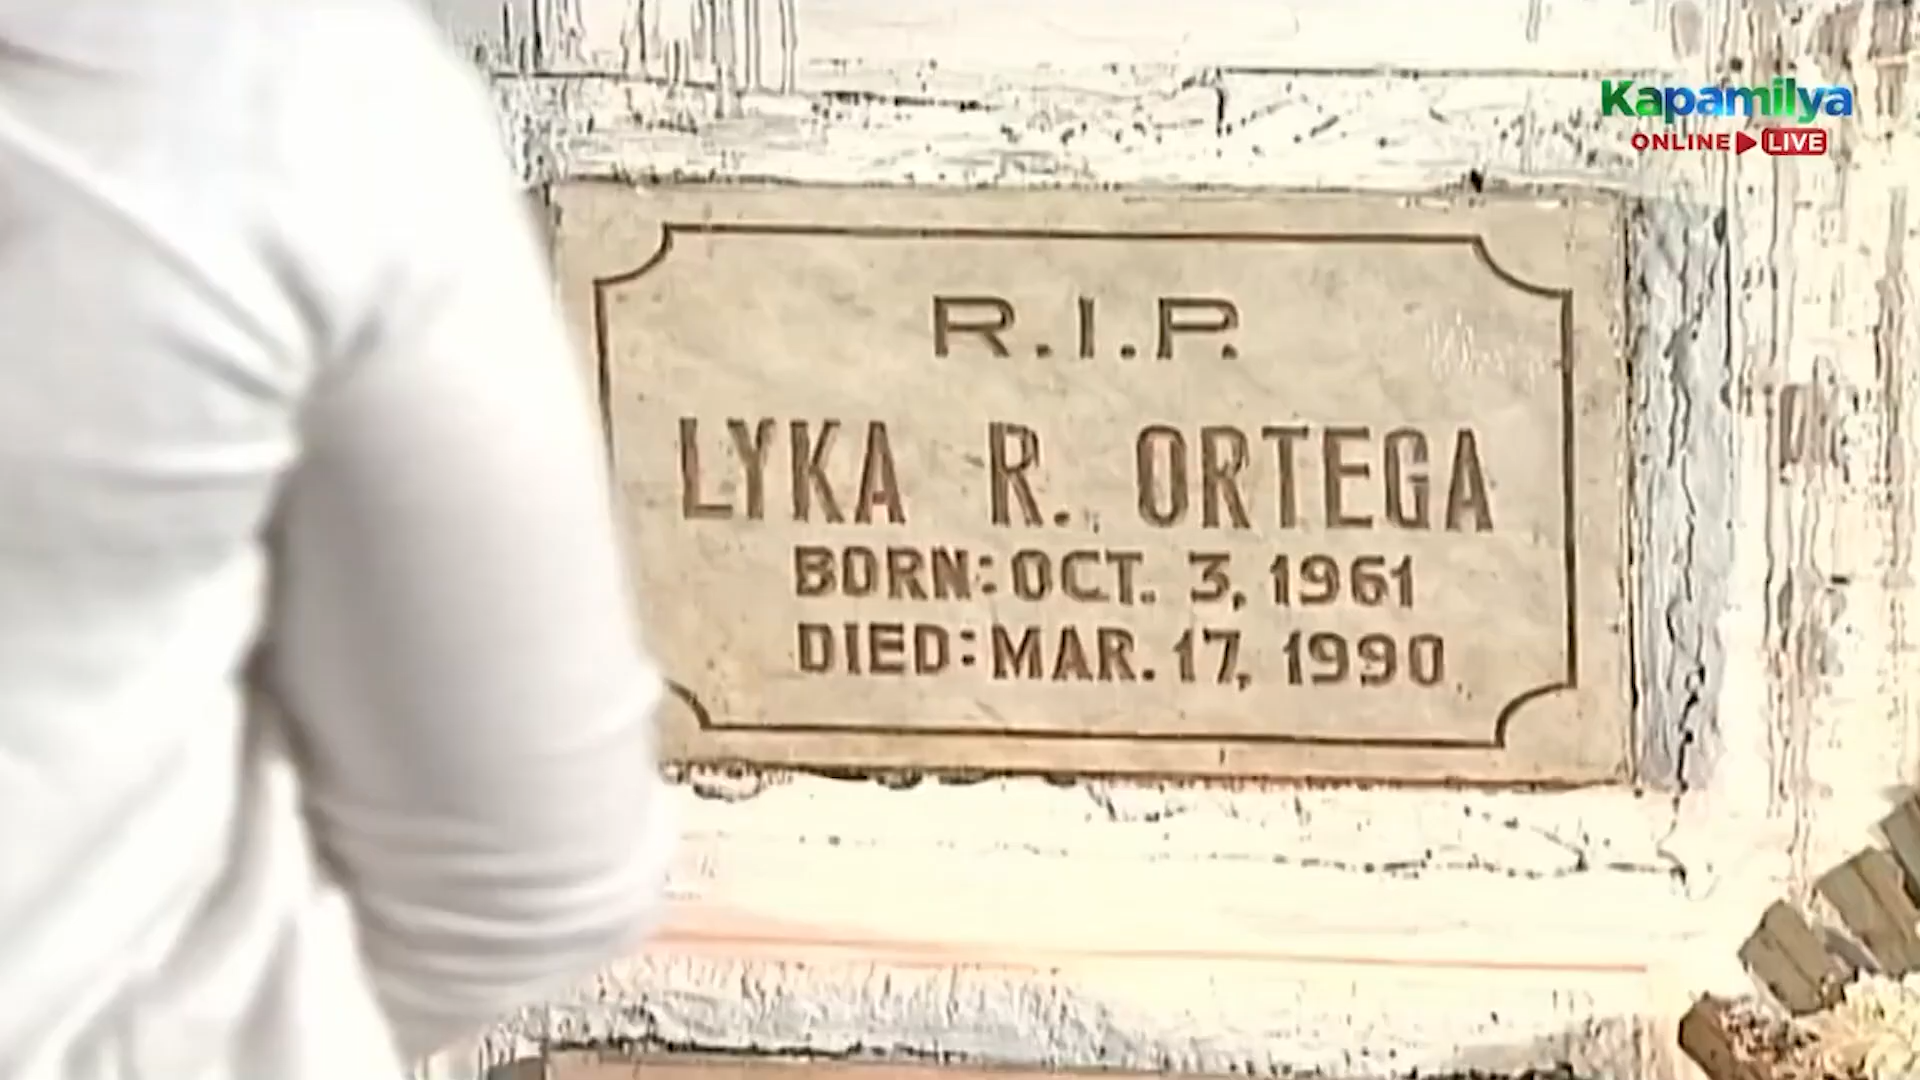 Kapamilya
ONLINE LIVE
R.I.P.
LYKA R. ORTEGA
BORN: OCT. 3, 1961
DIED: MAR. 17, 1990